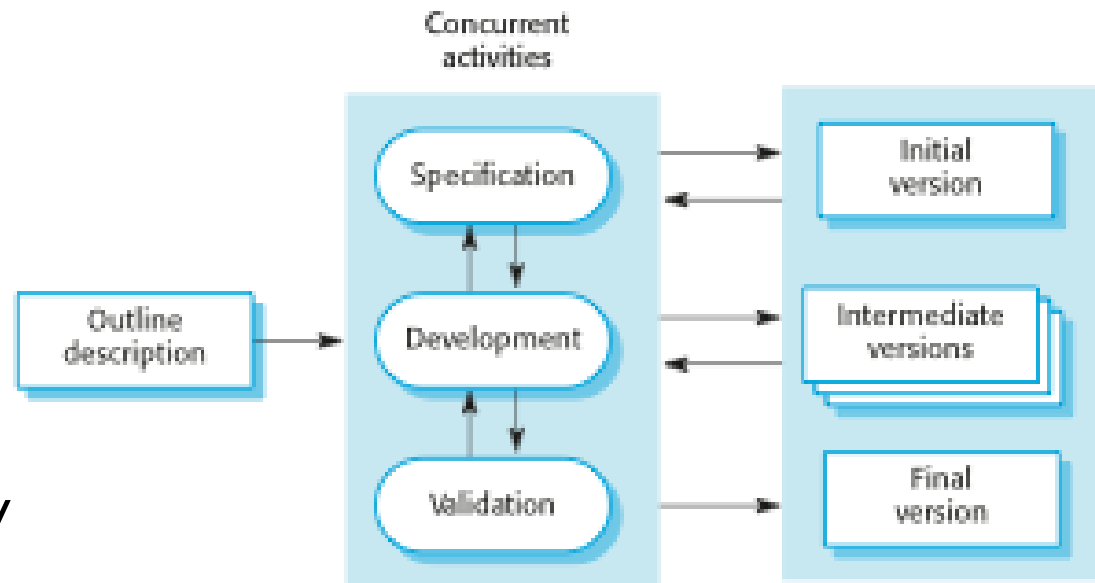 Concurrent
activities
Specification
Initial
version
Outline
description
Development
Intermediate
versions
Validation
Final
version
y